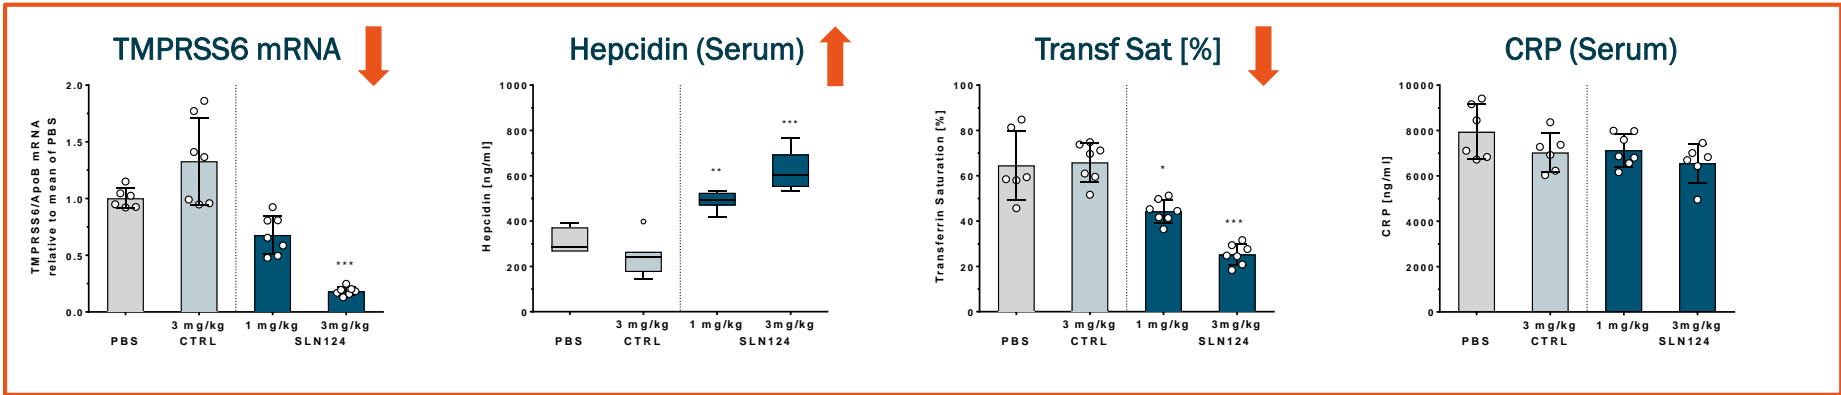 TMPRSS6 mRNA
TMPRSS6/ApoB mRNA
relative to mean of PBS
2.0
1.5
1.0
0.5
0.0
***
3 mg/kg 1 mg/kg 3mg/kg
PBS CTRL SLN124
Hepcidin (Serum)
Hepcidin [ng/ml]
1000
800
600
400
200
0
**
***
3 mg/kg 1 mg/kg 3mg/kg
PBS CTRL SLN124
Transf Sat [%]
Transferrin Saturation [%]
100
80
60
40
20
0
*
***
3 mg/kg 1 mg/kg 3mg/kg
PBS CTRL SLN124
CRP (Serum)
CRP [ng/ml]
10000
8000
6000
4000
2000
0
3 mg/kg 1 mg/kg 3mg/kg
PBS CTRL SLN124